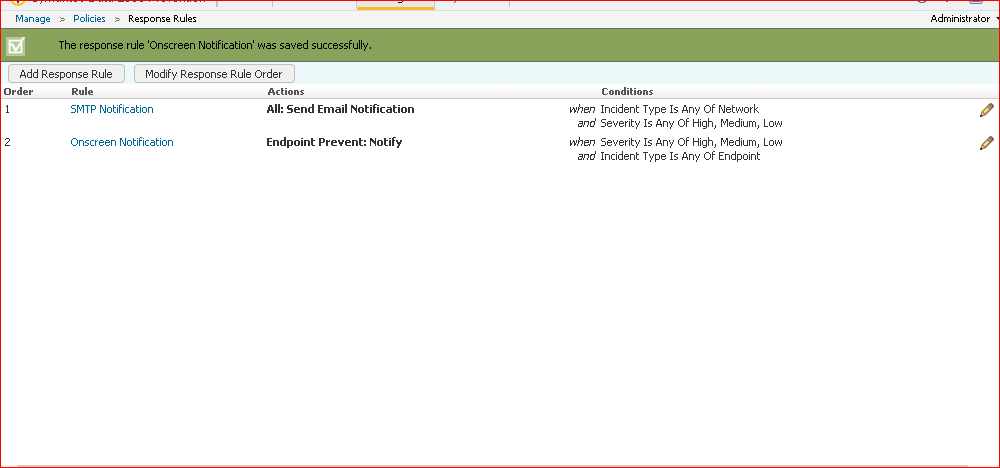 Manage > Policies > Response Rules Administrator
The response rule 'Onscreen Notification' was saved successfully.
Add Response Rule Modify Response Rule Order
Order Rule Actions Conditions
1 SMTP Notification All: Send Email Notification when Incident Type Is Any Of Network
and Severity Is Any Of High, Medium, Low
2 Onscreen Notification Endpoint Prevent: Notify when Severity Is Any Of High, Medium, Low
and Incident Type Is Any Of Endpoint